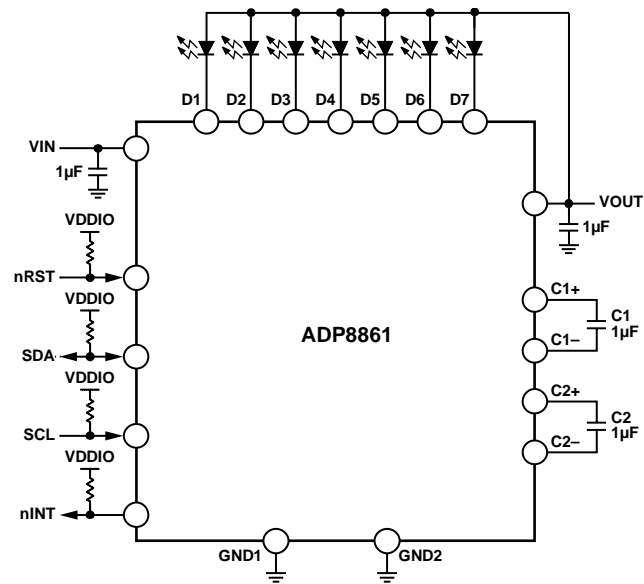 D1
D2
D3
D4
D5
D6
D7
VIN
1µF
VOUT
1µF
VDDIO
nRST
VDDIO
SDA
VDDIO
SCL
VDDIO
nINT
ADP8861
C1+
C1–
C1
1µF
C2+
C2–
C2
1µF
GND1
GND2